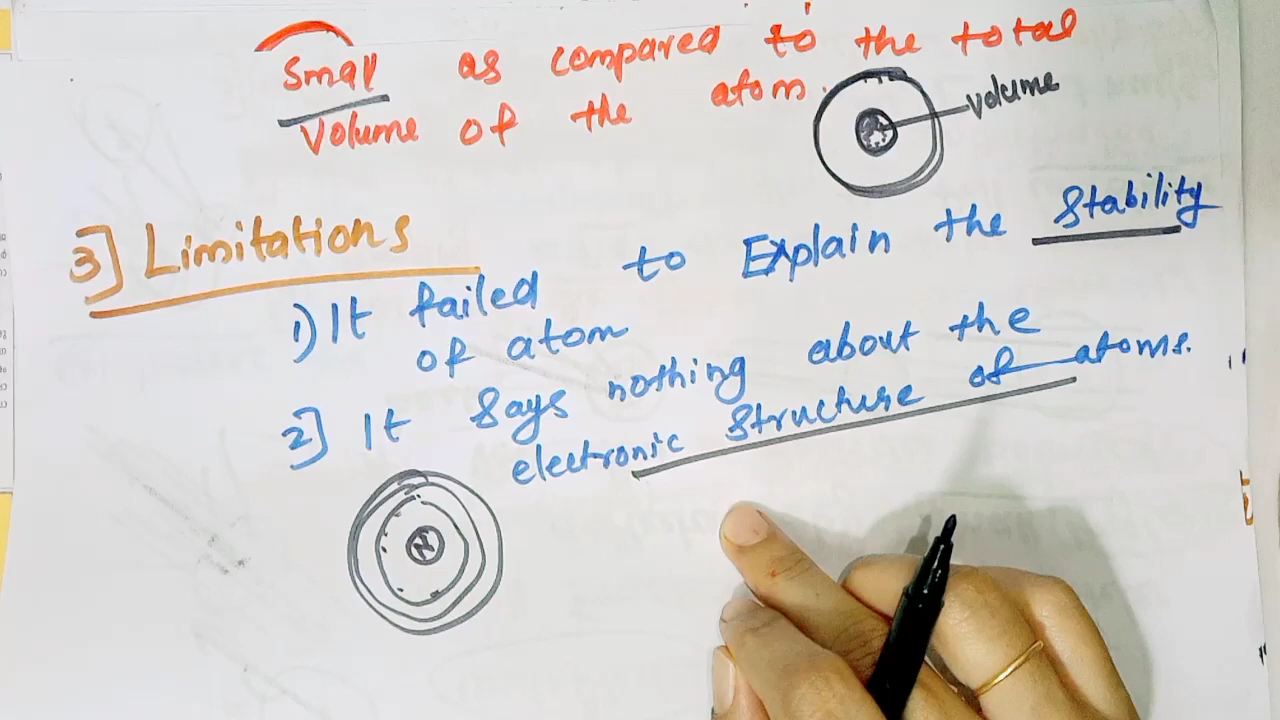 Small as compared to the total
Volume of the atom.
Volume
3] Limitations
1) It failed to Explain the Stability
of atom
2] It Says nothing about the
electronic Structure of atoms.
N